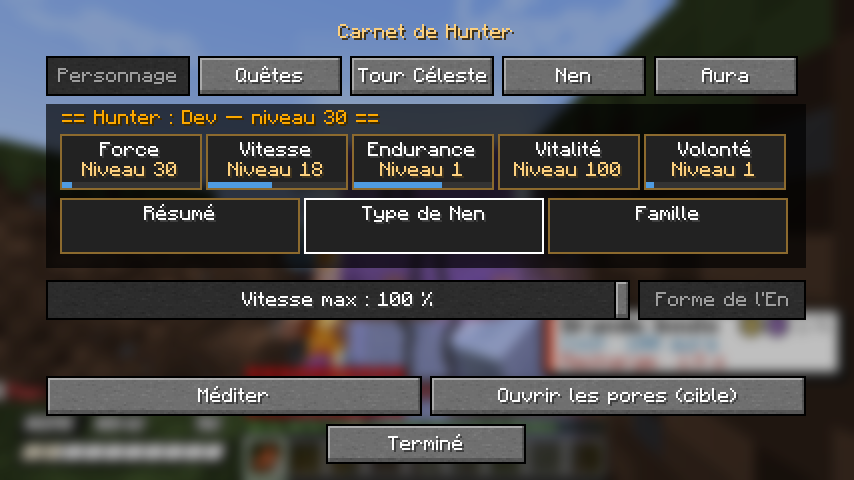 Carnet de Hunter
Personnage
Quêtes
Tour Céleste
Nen
Aura
== Hunter : Dev — niveau 30 ==
Force
Niveau 30
Vitesse
Niveau 18
Endurance
Niveau 1
Vitalité
Niveau 100
Volonté
Niveau 1
Résumé
Type de Nen
Famille
Vitesse max : 100 %
Forme de l'En
Méditer
Ouvrir les pores (cible)
Terminé